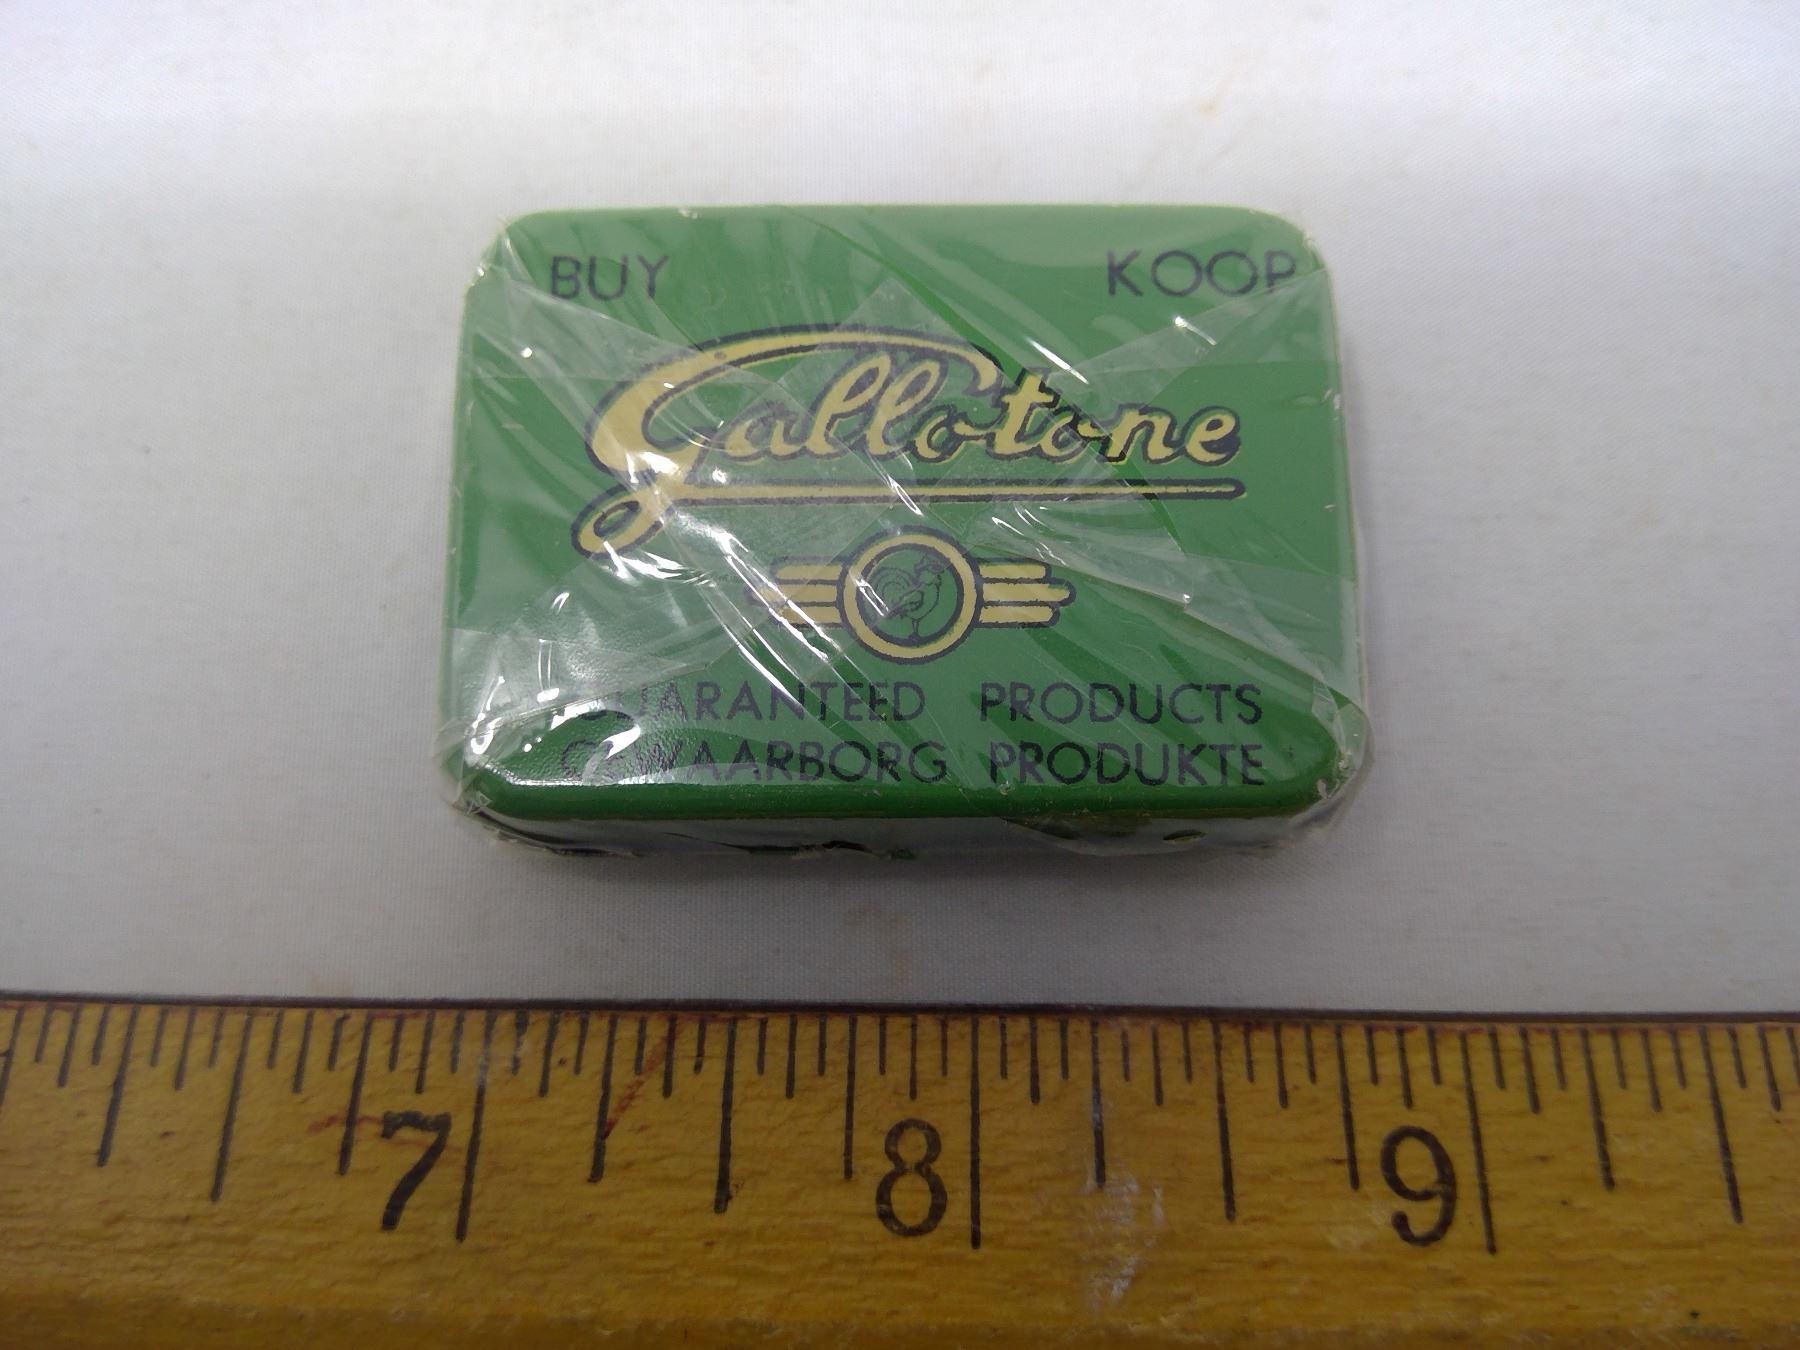 BUY KOOP
Gallotone
GUARANTEED PRODUCTS
GEWAARBORG PRODUKTE
7 8 9